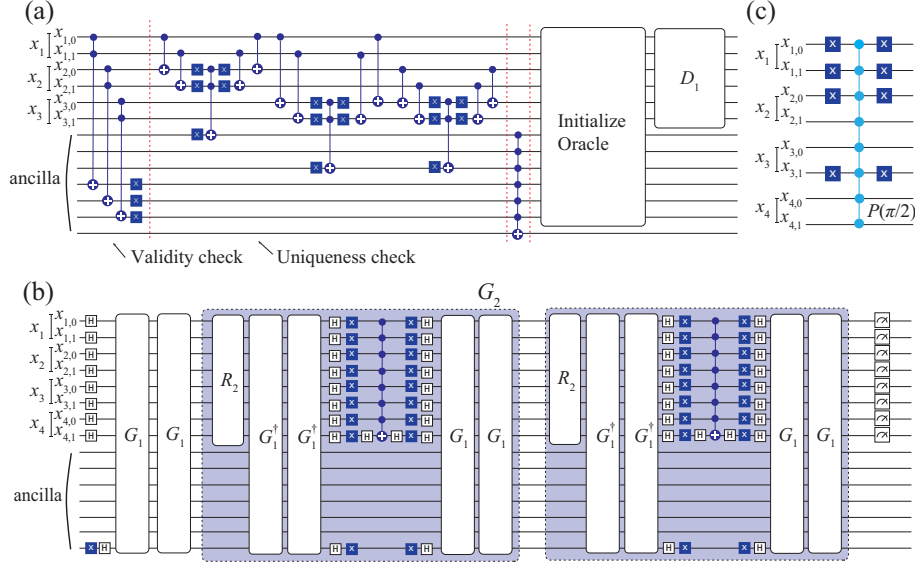 (a)
x1 x1,0
x1,1
x2 x2,0
x2,1
x3 x3,0
x3,1
ancilla
X X
X X
X X X X
X X X X
X
X X
X
X
X
Validity check
Uniqueness check
Initialize
Oracle
D1
(c)
x1 x1,0 X X
x1,1 X X
x2 x2,0 X X
x2,1
x3 x3,0
x3,1 X X
x4 x4,0
x4,1
P(π/2)
(b)
G2
x1 x1,0 H H X X H H X X H
x1,1 H H X X H H X X H
x2 x2,0 H H X X H H X X H
x2,1 H H X X H H X X H
x3 x3,0 H H X X H H X X H
x3,1 H H X X H H X X H
x4 x4,0 H H X X H H X X H
x4,1 H H X H H X H H X H H X H
G1 G1 R2 G1† G1† G1 G1 R2 G1† G1† G1 G1
ancilla
X H H X X H H X X H